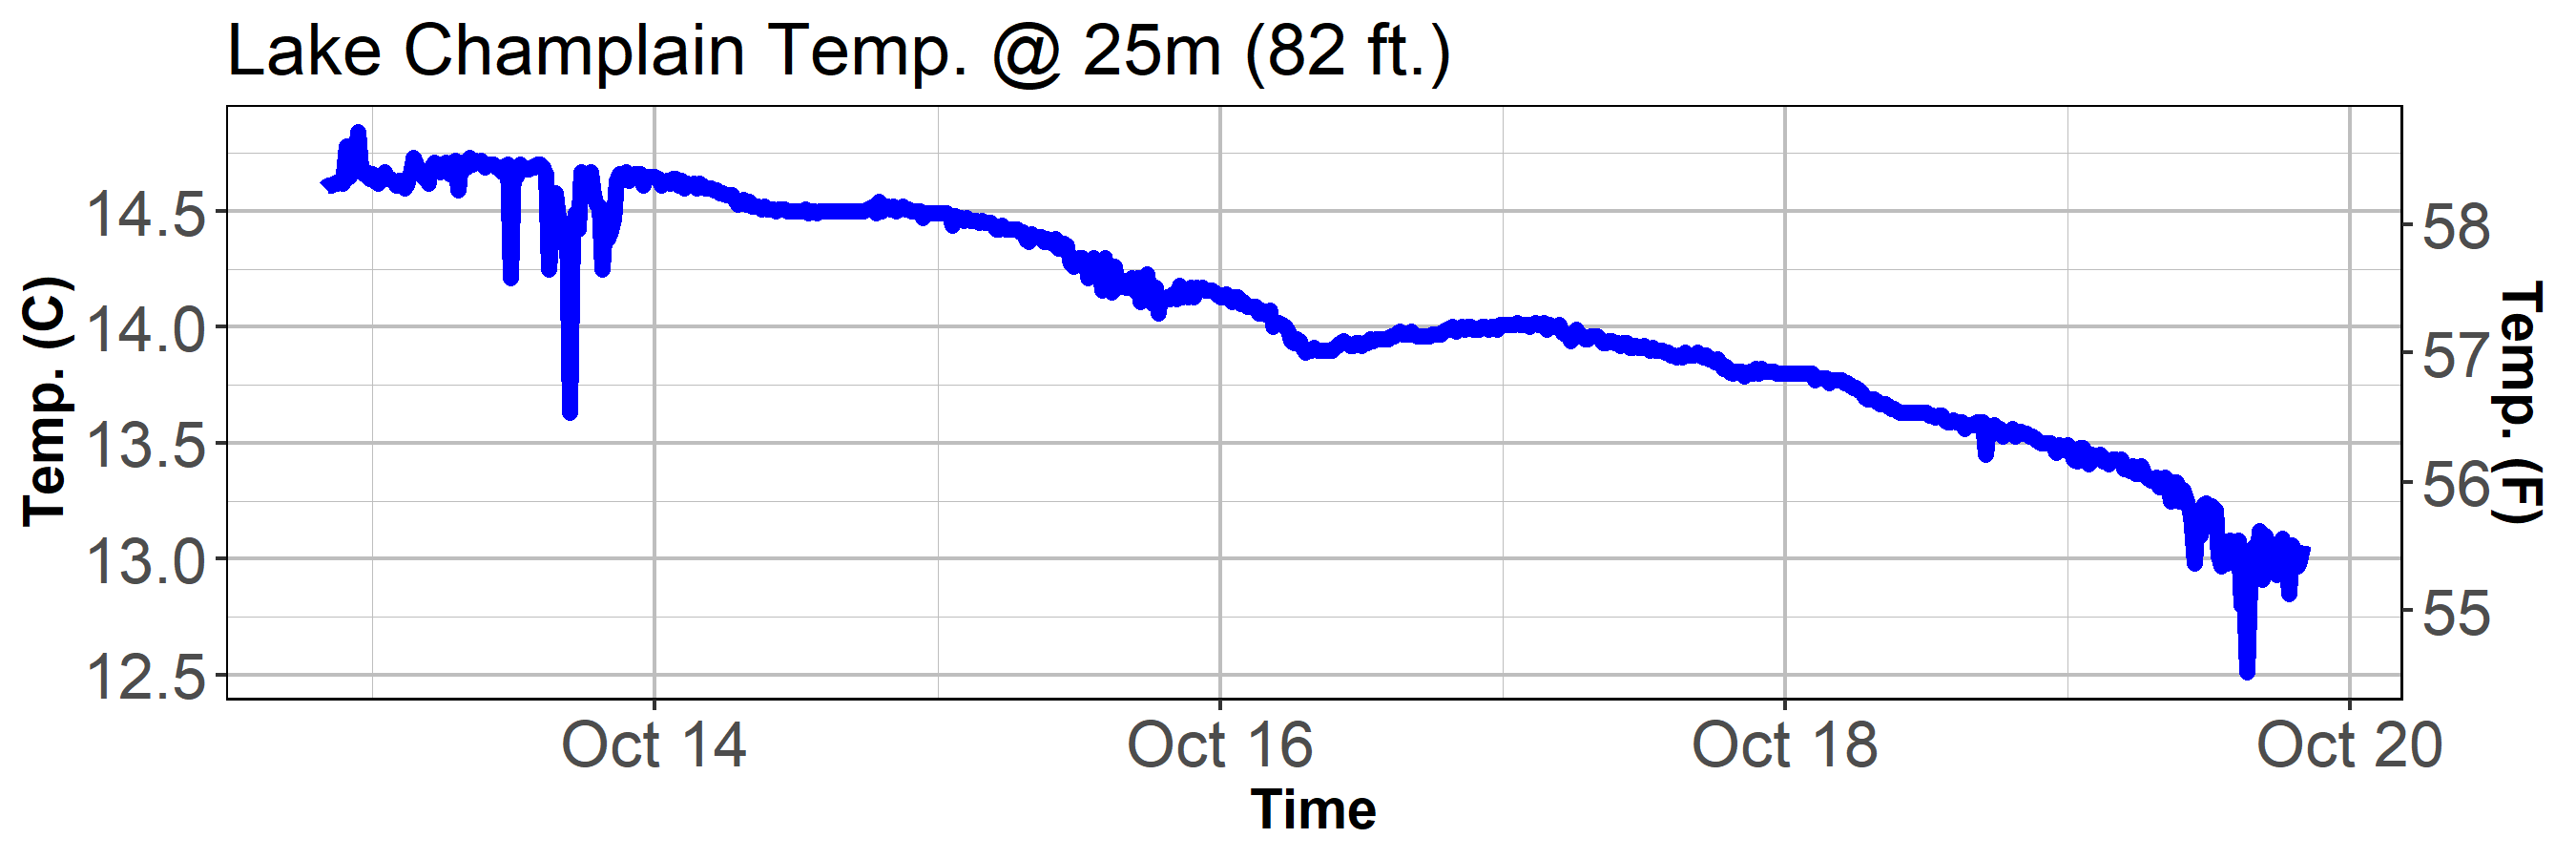 Lake Champlain Temp. @ 25m (82 ft.)
Temp. (C)
14.5
14.0
13.5
13.0
12.5
58
57
56
55
Temp. (F)
Oct 14
Oct 16
Oct 18
Oct 20
Time